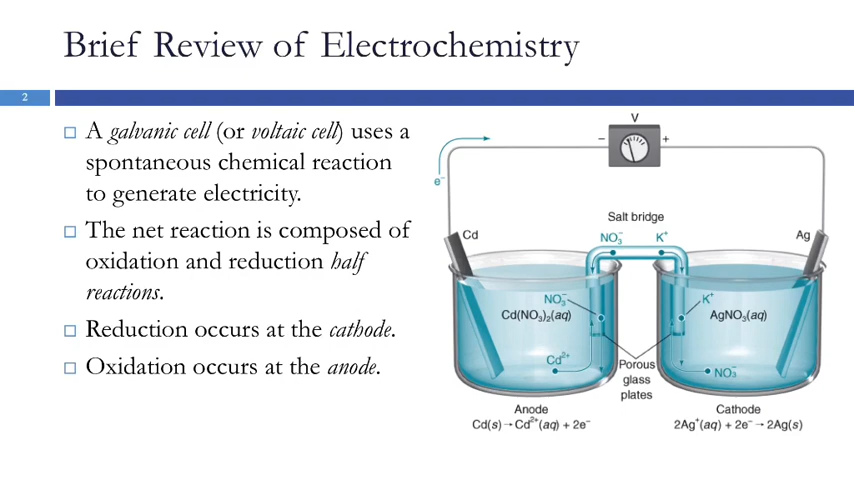 Brief Review of Electrochemistry
2
□ A galvanic cell (or voltaic cell) uses a
spontaneous chemical reaction
to generate electricity.
□ The net reaction is composed of
oxidation and reduction half
reactions.
□ Reduction occurs at the cathode.
□ Oxidation occurs at the anode.
V
− +
e⁻
Salt bridge
Cd NO₃⁻ K⁺ Ag
NO₃⁻ K⁺
Cd(NO₃)₂(aq) AgNO₃(aq)
Cd²⁺ NO₃⁻
Porous
glass
plates
Anode
Cd(s) → Cd²⁺(aq) + 2e⁻
Cathode
2Ag⁺(aq) + 2e⁻ → 2Ag(s)